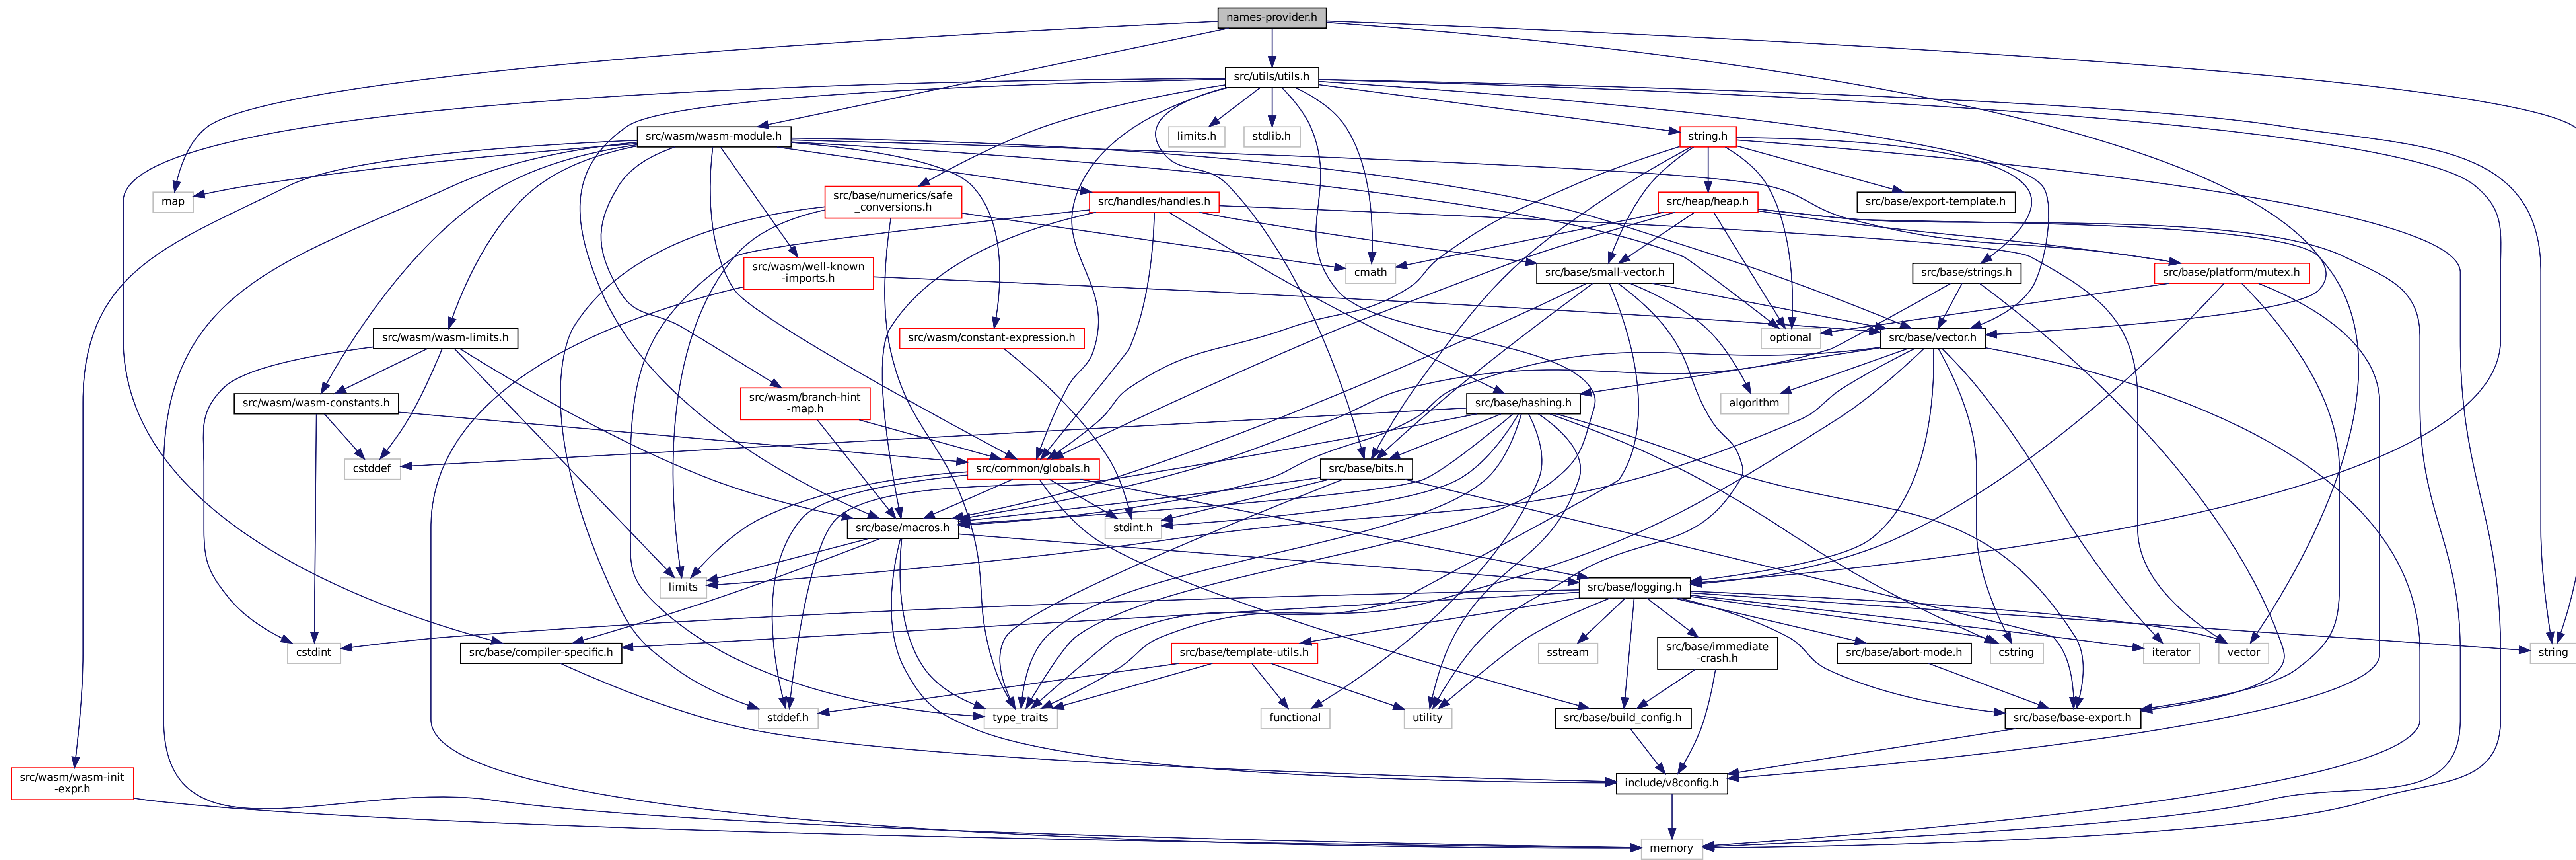 names-provider.h
src/utils/utils.h
src/wasm/wasm-module.h
limits.h
stdlib.h
string.h
map
src/base/numerics/safe
_conversions.h
src/handles/handles.h
src/heap/heap.h
src/base/export-template.h
src/wasm/well-known
-imports.h
cmath
src/base/small-vector.h
src/base/strings.h
src/base/platform/mutex.h
src/wasm/wasm-limits.h
src/wasm/constant-expression.h
optional
src/base/vector.h
src/wasm/wasm-constants.h
src/wasm/branch-hint
-map.h
src/base/hashing.h
algorithm
cstddef
src/common/globals.h
src/base/bits.h
src/base/macros.h
stdint.h
limits
src/base/logging.h
cstdint
src/base/compiler-specific.h
src/base/template-utils.h
sstream
src/base/immediate
-crash.h
src/base/abort-mode.h
cstring
iterator
vector
string
stddef.h
type_traits
functional
utility
src/base/build_config.h
src/base/base-export.h
src/wasm/wasm-init
-expr.h
include/v8config.h
memory